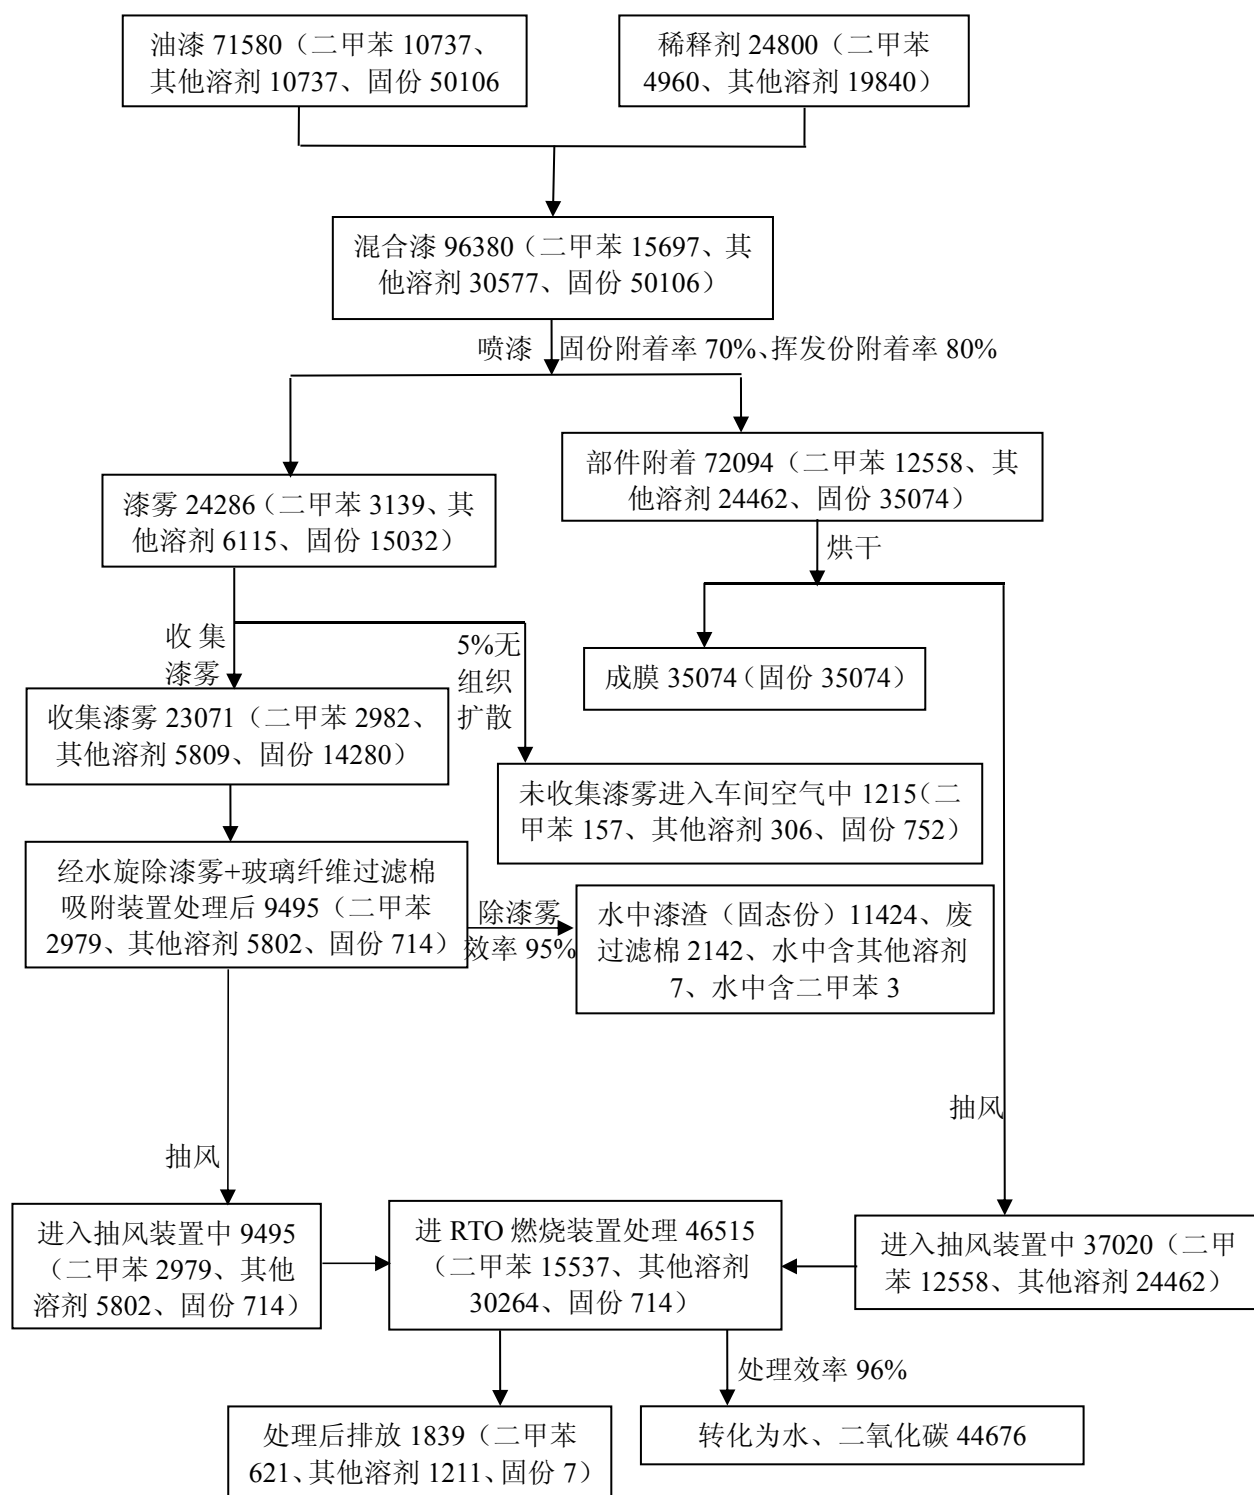 油漆 71580（二甲苯 10737、
其他溶剂 10737、固份 50106
稀释剂 24800（二甲苯
4960、其他溶剂 19840）
混合漆 96380（二甲苯 15697、其
他溶剂 30577、固份 50106）
喷漆
固份附着率 70%、挥发份附着率 80%
漆雾 24286（二甲苯 3139、其
他溶剂 6115、固份 15032）
部件附着 72094（二甲苯 12558、其
他溶剂 24462、固份 35074）
烘干
收 集
漆雾
5%无
组织
扩散
成膜 35074（固份 35074）
收集漆雾 23071（二甲苯 2982、
其他溶剂 5809、固份 14280）
未收集漆雾进入车间空气中 1215（二
甲苯 157、其他溶剂 306、固份 752）
经水旋除漆雾+玻璃纤维过滤棉
吸附装置处理后 9495（二甲苯
2979、其他溶剂 5802、固份 714）
除漆雾
效率 95%
水中漆渣（固态份）11424、废
过滤棉 2142、水中含其他溶剂
7、水中含二甲苯 3
抽风
抽风
进入抽风装置中 9495
（二甲苯 2979、其他
溶剂 5802、固份 714）
进 RTO 燃烧装置处理 46515
（二甲苯 15537、其他溶剂
30264、固份 714）
进入抽风装置中 37020（二甲
苯 12558、其他溶剂 24462）
处理效率 96%
处理后排放 1839（二甲苯
621、其他溶剂 1211、固份 7）
转化为水、二氧化碳 44676